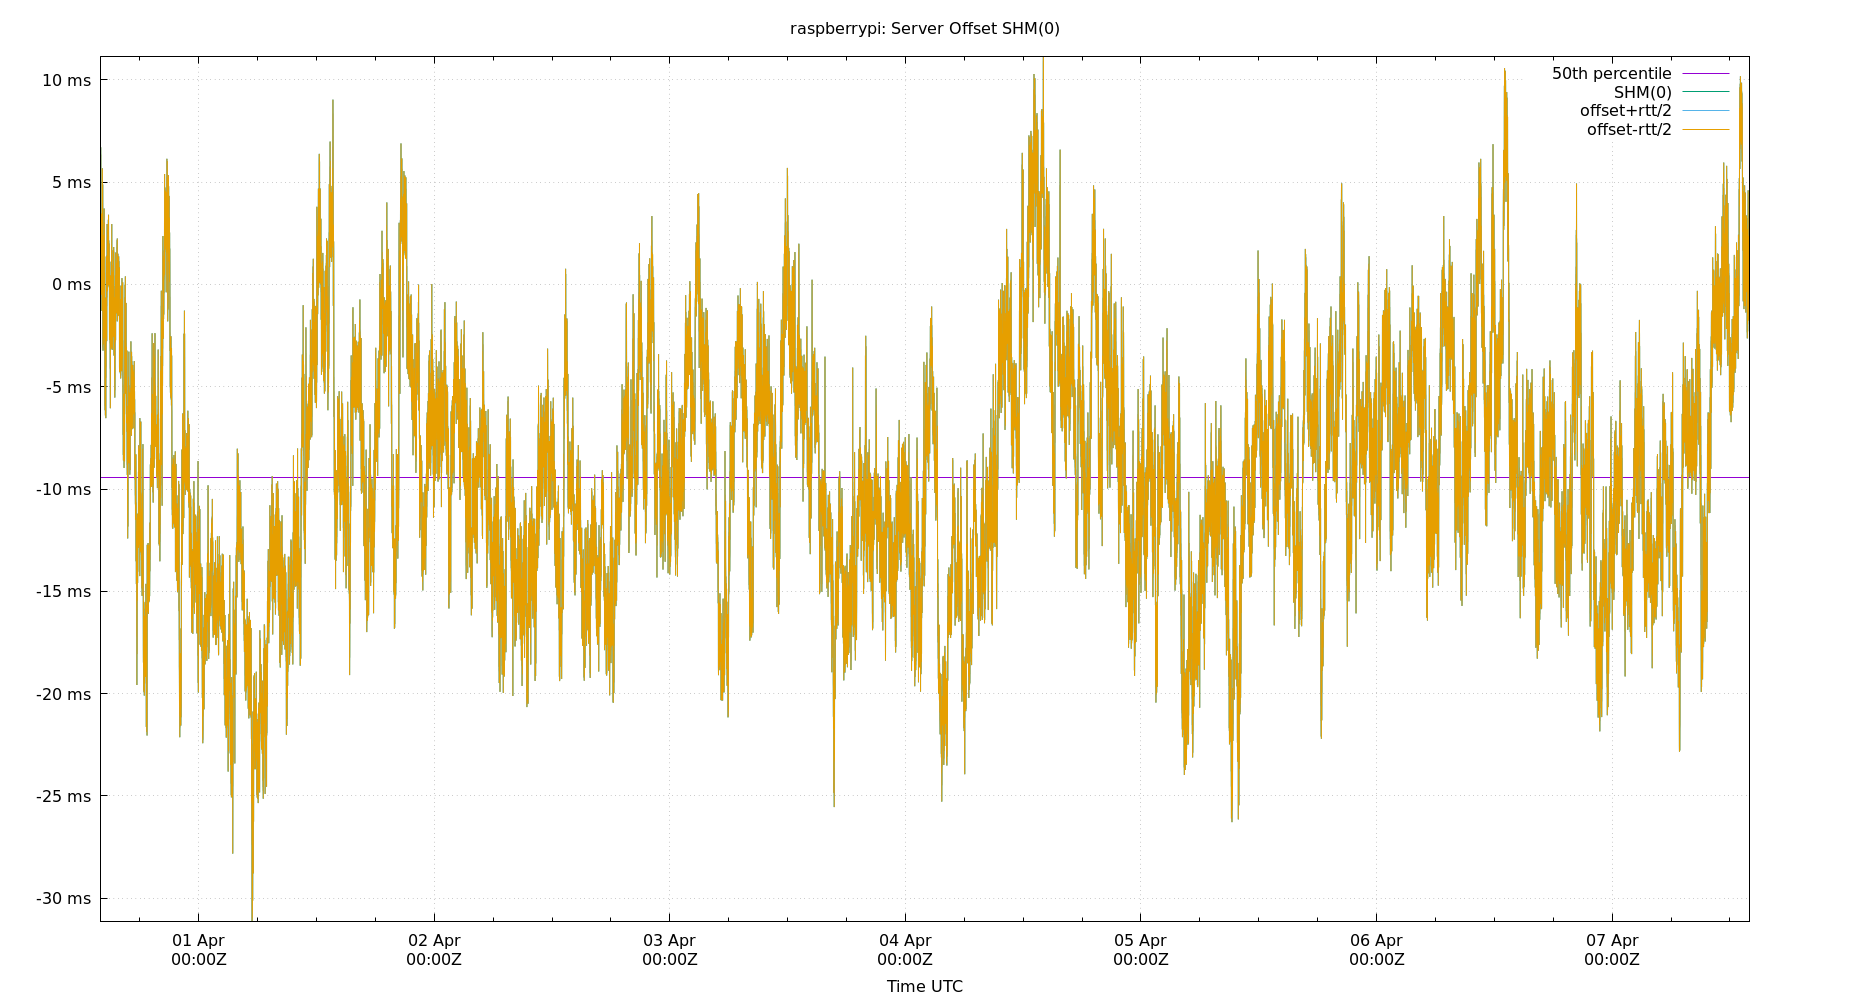 raspberrypi: Server Offset SHM(0)
50th percentile
SHM(0)
offset+rtt/2
offset-rtt/2
10 ms
5 ms
0 ms
-5 ms
-10 ms
-15 ms
-20 ms
-25 ms
-30 ms
01 Apr 02 Apr 03 Apr 04 Apr 05 Apr 06 Apr 07 Apr
00:00Z 00:00Z 00:00Z 00:00Z 00:00Z 00:00Z 00:00Z
Time UTC